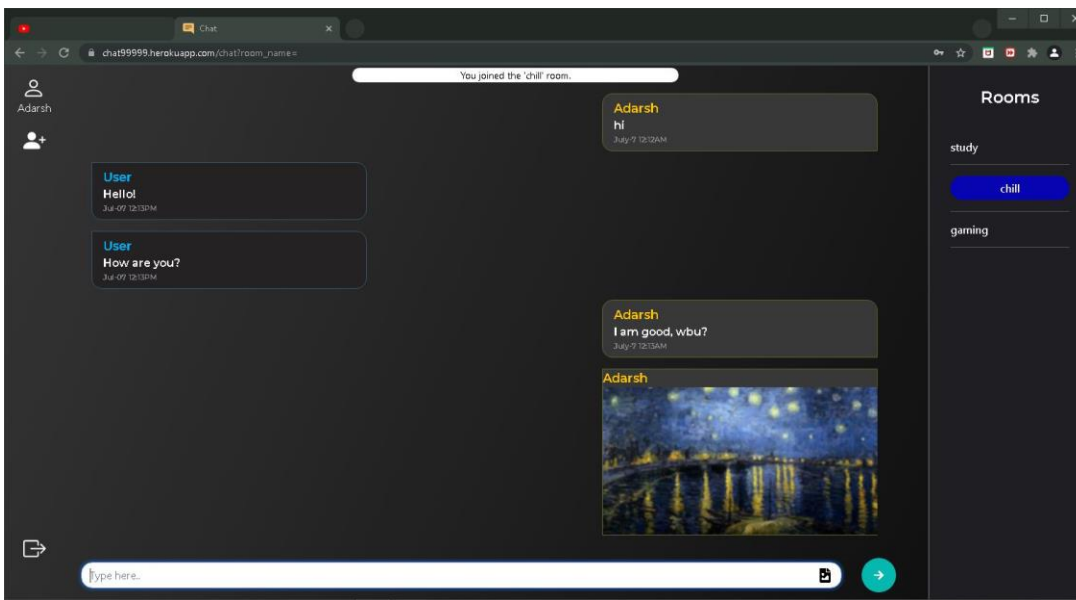 Chat
chat99999.herokuapp.com/chat?room_name=
You joined the 'chill' room.
Adarsh
Rooms
study
chill
gaming
Adarsh
hi
July-7 12:12AM
User
Hello!
Jul-07 12:13PM
User
How are you?
Jul-07 12:13PM
Adarsh
I am good, wbu?
July-7 12:13AM
Adarsh
Type here..